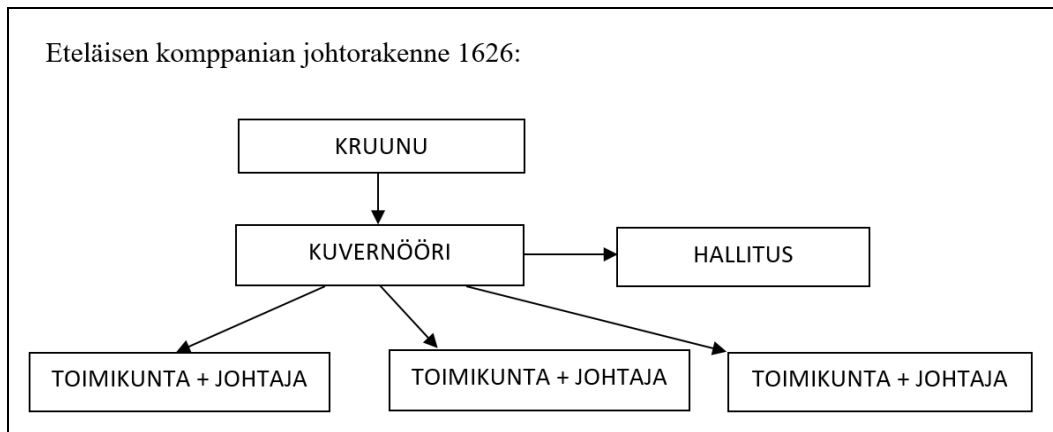 Eteläisen komppanian johtorakenne 1626:
KRUUNU
KUVERNÖÖRI
HALLITUS
TOIMIKUNTA + JOHTAJA
TOIMIKUNTA + JOHTAJA
TOIMIKUNTA + JOHTAJA